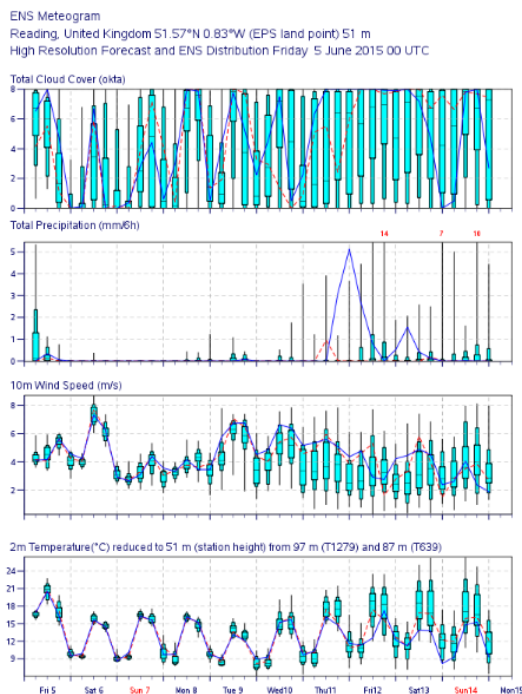 ENS Meteogram
Reading, United Kingdom 51.57°N 0.83°W (EPS land point) 51 m
High Resolution Forecast and ENS Distribution Friday 5 June 2015 00 UTC
Total Cloud Cover (okta)
8
6
4
2
0
Total Precipitation (mm/6h)
14 7 10
5
4
3
2
1
0
10m Wind Speed (m/s)
8
6
4
2
2m Temperature(°C) reduced to 51 m (station height) from 97 m (T1279) and 87 m (T639)
24
21
18
15
12
9
Fri 5 Sat 6 Sun 7 Mon 8 Tue 9 Wed10 Thu11 Fri12 Sat13 Sun14 Mon15